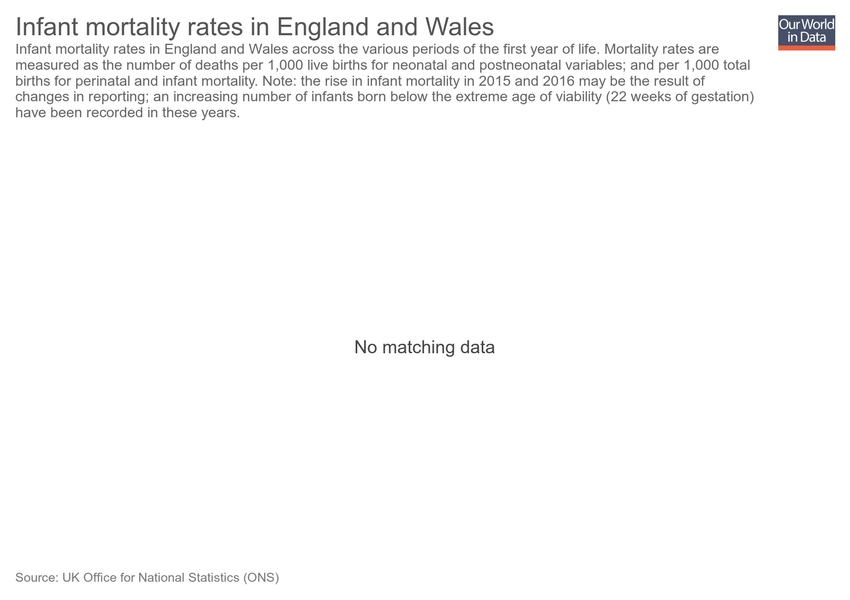 Infant mortality rates in England and Wales
Our World
in Data
Infant mortality rates in England and Wales across the various periods of the first year of life. Mortality rates are
measured as the number of deaths per 1,000 live births for neonatal and postneonatal variables; and per 1,000 total
births for perinatal and infant mortality. Note: the rise in infant mortality in 2015 and 2016 may be the result of
changes in reporting; an increasing number of infants born below the extreme age of viability (22 weeks of gestation)
have been recorded in these years.
No matching data
Source: UK Office for National Statistics (ONS)